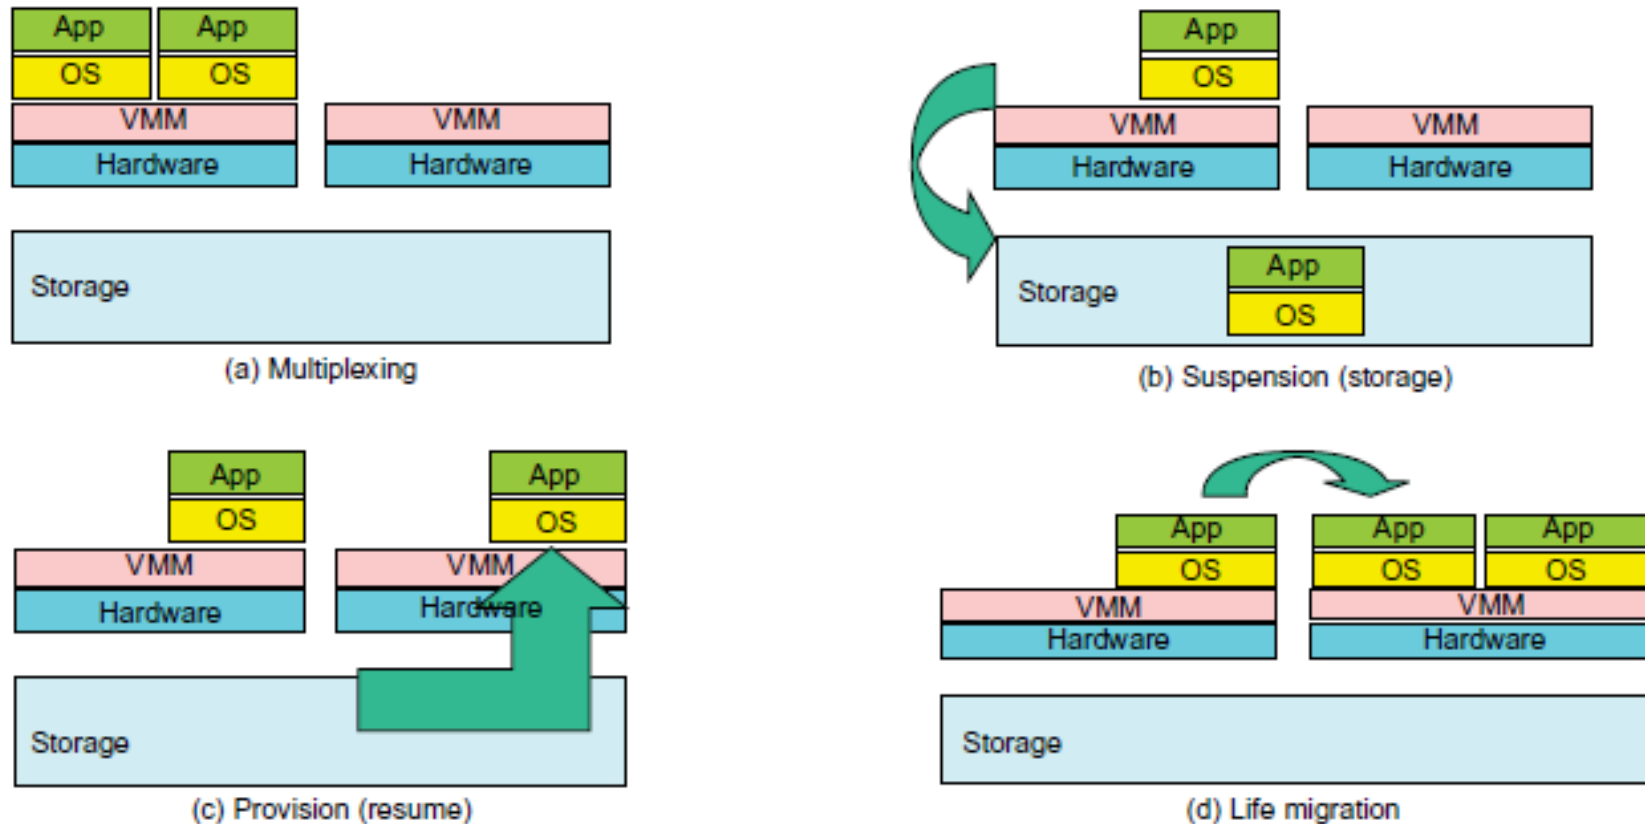 App App
OS OS
VMM VMM
Hardware Hardware
Storage
(a) Multiplexing
App
OS
VMM VMM
Hardware Hardware
App
Storage
OS
(b) Suspension (storage)
App App
OS OS
VMM VMM
Hardware Hardware
Storage
(c) Provision (resume)
App App App
OS OS OS
VMM VMM
Hardware Hardware
Storage
(d) Life migration